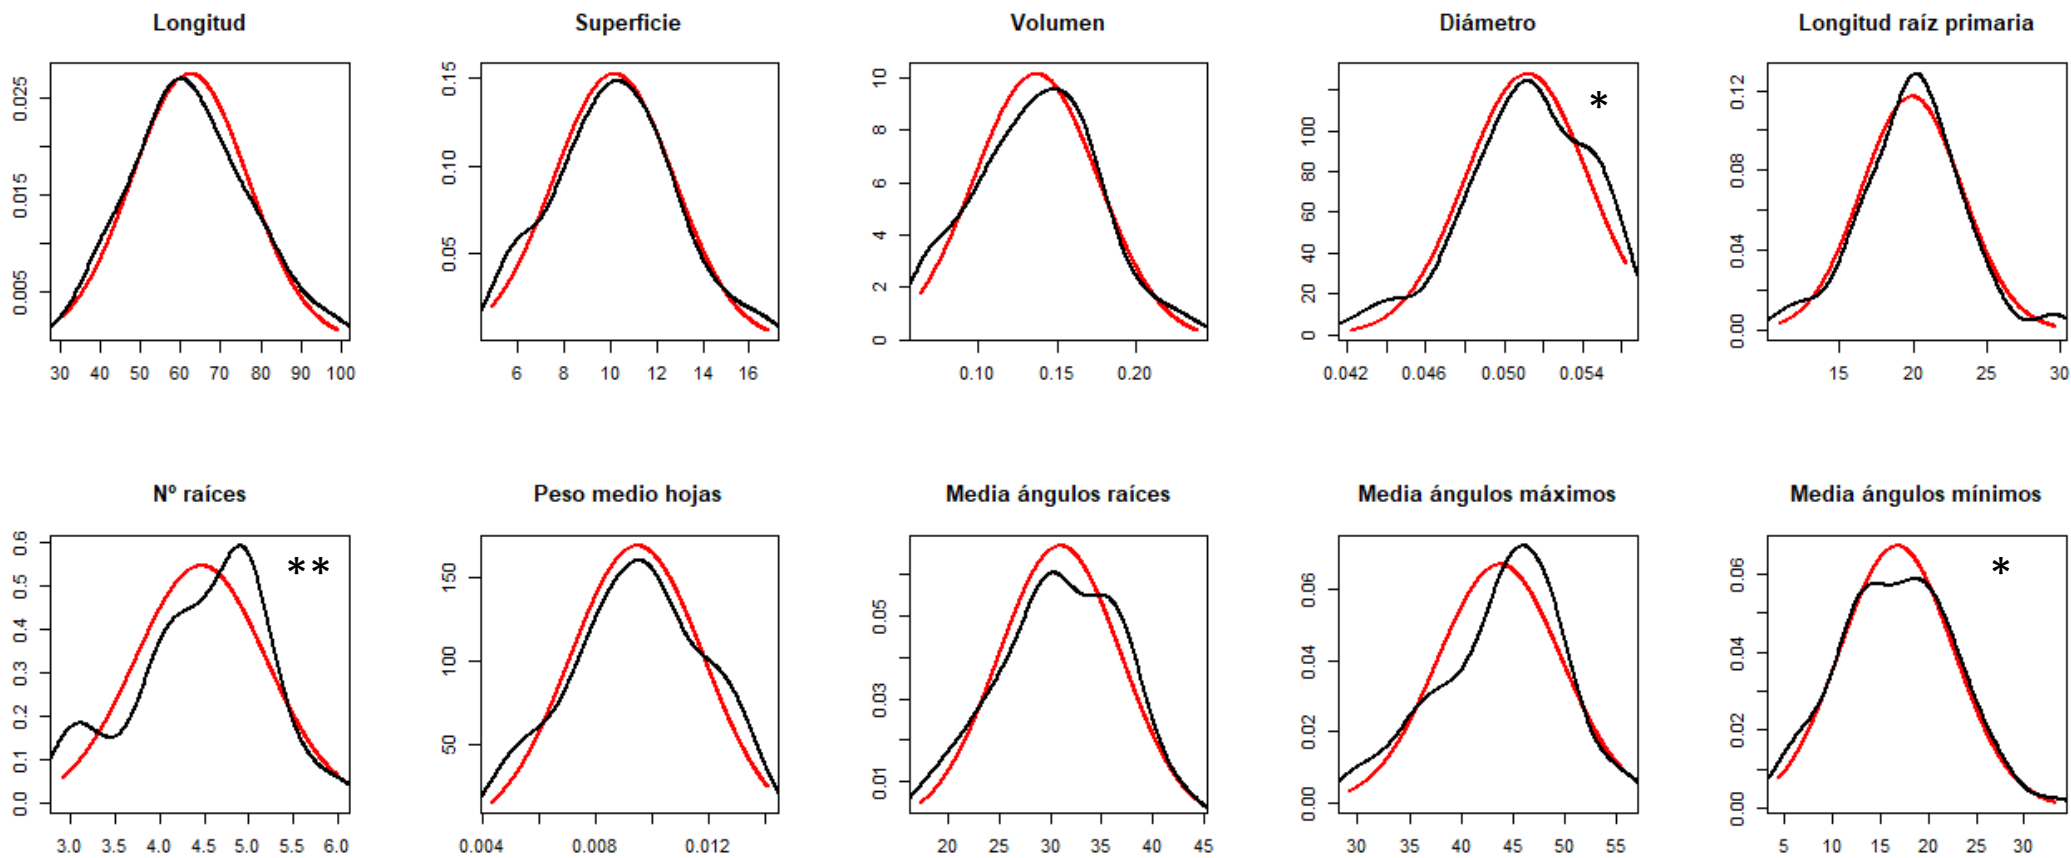 Longitud
Superficie
Volumen
Diámetro
Longitud raíz primaria
0.005 0.015 0.025
30 40 50 60 70 80 90 100
0.05 0.10 0.15
6 8 10 12 14 16
0 2 4 6 8 10
0.10 0.15 0.20
0 20 40 60 80 100
0.042 0.046 0.050 0.054
*
0.00 0.04 0.08 0.12
15 20 25 30
Nº raíces
Peso medio hojas
Media ángulos raíces
Media ángulos máximos
Media ángulos mínimos
0.0 0.1 0.2 0.3 0.4 0.5 0.6
3.0 3.5 4.0 4.5 5.0 5.5 6.0
**
50 100 150
0.004 0.008 0.012
0.01 0.03 0.05
20 25 30 35 40 45
0.00 0.02 0.04 0.06
30 35 40 45 50 55
0.00 0.02 0.04 0.06
5 10 15 20 25 30
*